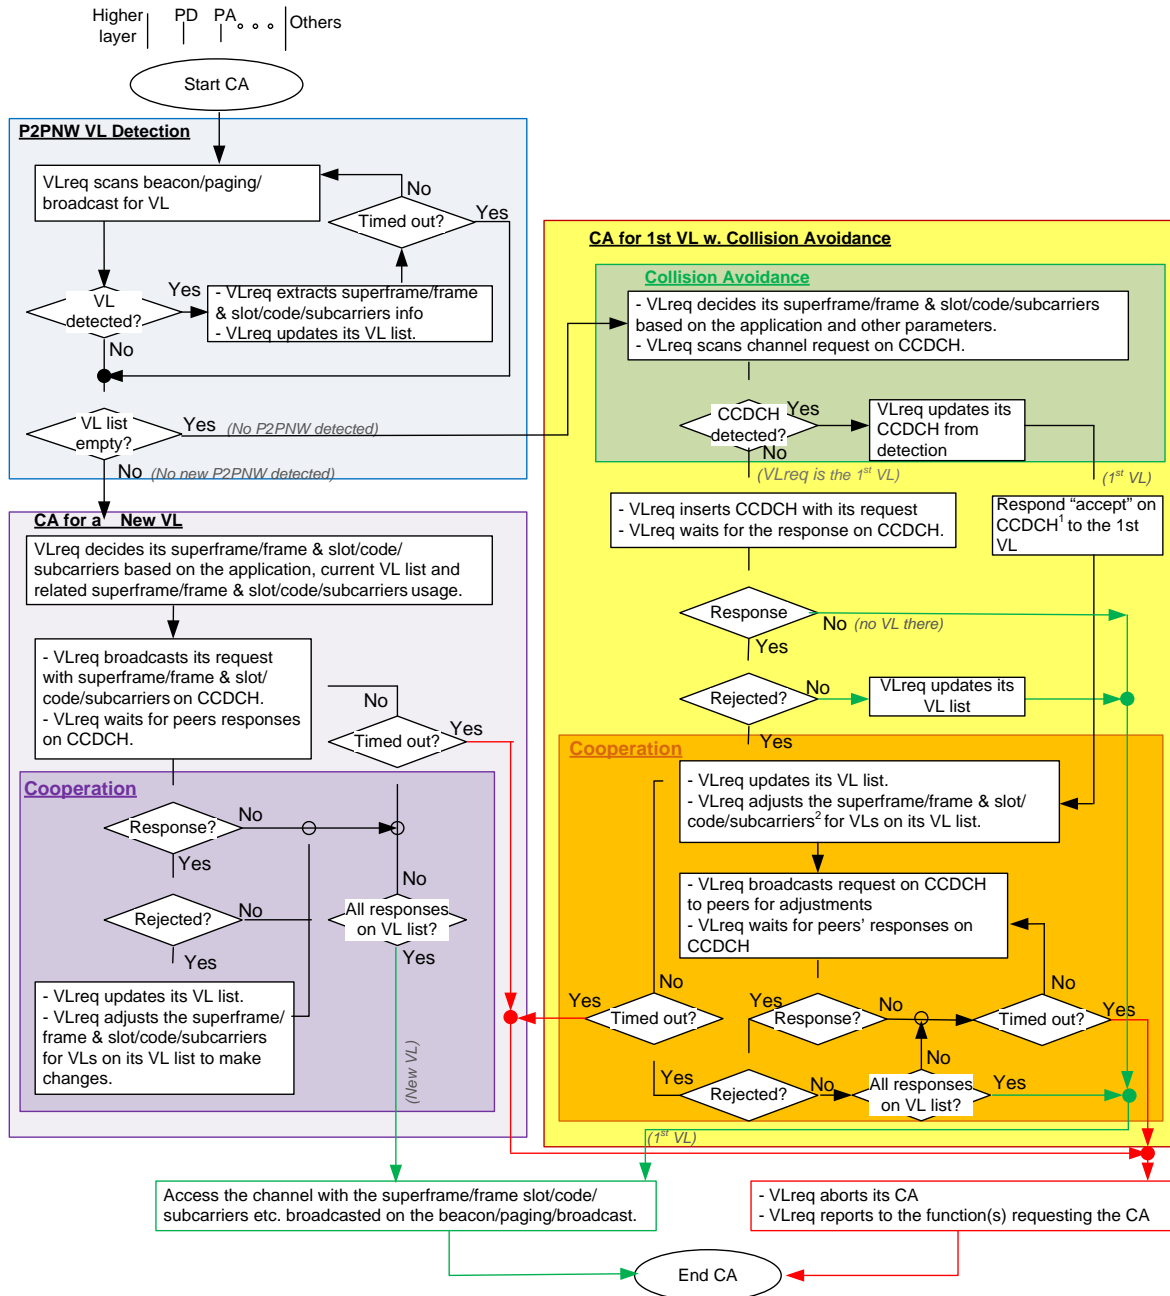 Higher
layer
PD
PA
Others
Start CA
P2PNW VL Detection
VLreq scans beacon/paging/
broadcast for VL
No
Timed out?
Yes
VL
detected?
Yes
- VLreq extracts superframe/frame
& slot/code/subcarriers info
- VLreq updates its VL list.
No
VL list
empty?
Yes (No P2PNW detected)
No (No new P2PNW detected)
CA for 1st VL w. Collision Avoidance
Collision Avoidance
- VLreq decides its superframe/frame & slot/code/subcarriers
based on the application and other parameters.
- VLreq scans channel request on CCDCH.
CCDCH
detected?
Yes
VLreq updates its
CCDCH from
detection
No
(VLreq is the 1st VL)
(1st VL)
- VLreq inserts CCDCH with its request
- VLreq waits for the response on CCDCH.
Respond “accept” on
CCDCH1 to the 1st
VL
Response
No (no VL there)
Yes
Rejected?
No
VLreq updates its
VL list
Yes
Cooperation
- VLreq updates its VL list.
- VLreq adjusts the superframe/frame & slot/
code/subcarriers2 for VLs on its VL list.
- VLreq broadcasts request on CCDCH
to peers for adjustments
- VLreq waits for peers’ responses on
CCDCH
No
Yes
Timed out?
Yes
Response?
No
No
Timed out?
Yes
Yes
Rejected?
No
No
All responses
on VL list?
Yes
CA for a New VL
VLreq decides its superframe/frame & slot/code/
subcarriers based on the application, current VL list and
related superframe/frame & slot/code/subcarriers usage.
- VLreq broadcasts its request
with superframe/frame & slot/
code/subcarriers on CCDCH.
- VLreq waits for peers responses
on CCDCH.
No
Timed out?
Yes
Cooperation
Response?
No
Yes
No
Rejected?
No
All responses
on VL list?
Yes
Yes
- VLreq updates its VL list.
- VLreq adjusts the superframe/
frame & slot/code/subcarriers
for VLs on its VL list to make
changes.
(New VL)
(1st VL)
Access the channel with the superframe/frame slot/code/
subcarriers etc. broadcasted on the beacon/paging/broadcast.
- VLreq aborts its CA
- VLreq reports to the function(s) requesting the CA
End CA